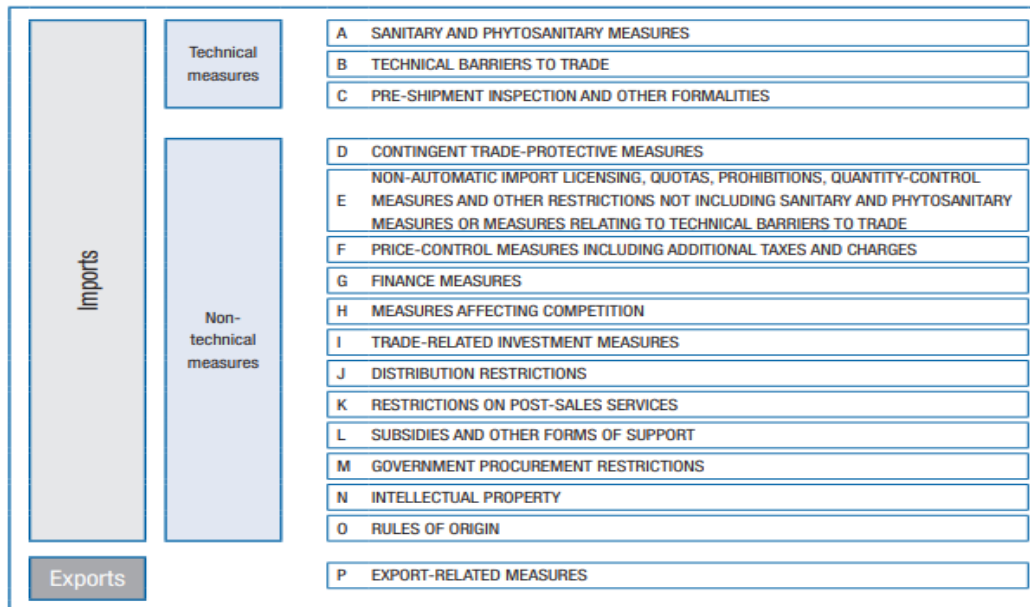 Imports
Technical
measures
A SANITARY AND PHYTOSANITARY MEASURES
B TECHNICAL BARRIERS TO TRADE
C PRE-SHIPMENT INSPECTION AND OTHER FORMALITIES
Non-
technical
measures
D CONTINGENT TRADE-PROTECTIVE MEASURES
E NON-AUTOMATIC IMPORT LICENSING, QUOTAS, PROHIBITIONS, QUANTITY-CONTROL
MEASURES AND OTHER RESTRICTIONS NOT INCLUDING SANITARY AND PHYTOSANITARY
MEASURES OR MEASURES RELATING TO TECHNICAL BARRIERS TO TRADE
F PRICE-CONTROL MEASURES INCLUDING ADDITIONAL TAXES AND CHARGES
G FINANCE MEASURES
H MEASURES AFFECTING COMPETITION
I TRADE-RELATED INVESTMENT MEASURES
J DISTRIBUTION RESTRICTIONS
K RESTRICTIONS ON POST-SALES SERVICES
L SUBSIDIES AND OTHER FORMS OF SUPPORT
M GOVERNMENT PROCUREMENT RESTRICTIONS
N INTELLECTUAL PROPERTY
O RULES OF ORIGIN
Exports
P EXPORT-RELATED MEASURES